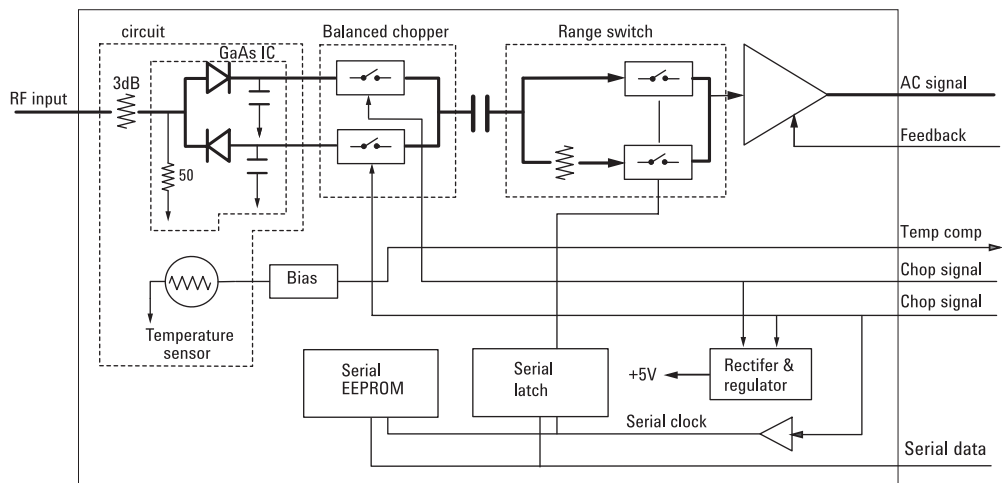 circuit
Balanced chopper
Range switch
GaAs IC
3dB
RF input
AC signal
50
Feedback
Temp comp
Bias
Chop signal
Chop signal
Temperature
sensor
Serial
EEPROM
Serial
latch
+5V
Rectifer &
regulator
Serial clock
Serial data